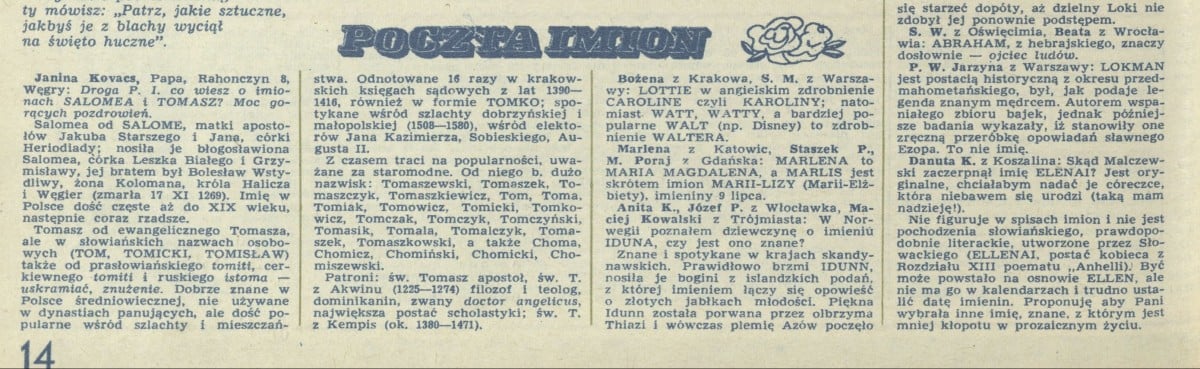 ty mówisz: „Patrz, jakie sztuczne,
jakbyś je z blachy wyciął
na święto huczne”.
POCZTA IMION
Janina Kovacs, Papa, Rahonczyn 8,
Węgry: Droga P. I. co wiesz o imio-
nach SALOMEA i TOMASZ? Moc go-
rących pozdrowień.
Salomea od SALOME, matki aposto-
łów Jakuba Starszego i Jana, córki
Heriodiady; nosiła je błogosławiona
Salomea, córka Leszka Białego i Grzy-
misławy, jej bratem był Bolesław Wsty-
dliwy, żona Kolomana, króla Halicza
i Węgier (zmarła 17 XI 1269). Imię w
Polsce dość częste aż do XIX wieku,
następnie coraz rzadsze.
Tomasz od ewangelicznego Tomasza,
ale w słowiańskich nazwach osobo-
wych (TOM, TOMICKI, TOMISŁAW)
także od prasłowiańskiego tomiti, cer-
kiewnego tomiti i ruskiego istoma —
uskramiać, znużenie. Dobrze znane w
Polsce średniowiecznej, nie używane
w dynastiach panujących, ale dość po-
pularne wśród szlachty i mieszczań-
stwa. Odnotowane 16 razy w krakow-
skich księgach sądowych z lat 1390—
1416, również w formie TOMKO; spo-
tykane wśród szlachty dobrzyńskiej i
małopolskiej (1508—1580), wśród elekto-
rów Jana Kazimierza, Sobieskiego, Au-
gusta II.
Z czasem traci na popularności, uwa-
żane za staromodne. Od niego b. dużo
nazwisk: Tomaszewski, Tomaszek, To-
maszczyk, Tomaszkiewicz, Tom, Toma,
Tomiak, Tomowicz, Tomicki, Tomko-
wicz, Tomczak, Tomczyk, Tomczyński,
Tomasik, Tomala, Tomalczyk, Toma-
szek, Tomaszkowski, a także Choma,
Chomicz, Chomiński, Chomicki, Cho-
miszewski.
Patroni: św. Tomasz apostoł, św. T.
z Akwinu (1225—1274) filozof i teolog,
dominikanin, zwany doctor angelicus,
największa postać scholastyki; św. T.
z Kempis (ok. 1380—1471).
Bożena z Krakowa, S. M. z Warsza-
wy: LOTTIE w angielskim zdrobnienie
CAROLINE czyli KAROLINY; nato-
miast WATT, WATTY, a bardziej po-
pularne WALT (np. Disney) to zdrob-
nienie WALTERA.
Marlena z Katowic, Staszek P.,
M. Poraj z Gdańska: MARLENA to
MARIA MAGDALENA, a MARLIS jest
skrótem imion MARII-LIZY (Marii-Elż-
biety), imieniny 9 lipca.
Anita K., Józef P. z Włocławka, Ma-
ciej Kowalski z Trójmiasta: W Nor-
wegii poznałem dziewczynę o imieniu
IDUNA, czy jest ono znane?
Znane i spotykane w krajach skandy-
nawskich. Prawidłowo brzmi IDUNN,
nosiła je bogini z islandzkich podań,
z której imieniem łączy się opowieść
o złotych jabłkach młodości. Piękna
Idunn została porwana przez olbrzyma
Thiazi i wówczas plemię Azów poczęło
się starzeć dopóty, aż dzielny Loki nie
zdobył jej ponownie podstępem.
S. W. z Oświęcimia, Beata z Wrocła-
wia: ABRAHAM, z hebrajskiego, znaczy
dosłownie — ojciec ludów.
P. W. Jarzyna z Warszawy: LOKMAN
jest postacią historyczną z okresu przed-
mahometańskiego, był, jak podaje le-
genda znanym mędrcem. Autorem wspa-
niałego zbioru bajek, jednak później-
sze badania wykazały, iż stanowiły one
zręczną przeróbkę opowiadań sławnego
Ezopa. To nie imię.
Danuta K. z Koszalina: Skąd Malczew-
ski zaczerpnął imię ELENAI? Jest ory-
ginalne, chciałabym nadać je córeczce,
która niebawem się urodzi (taką mam
nadzieję!).
Nie figuruje w spisach imion i nie jest
pochodzenia słowiańskiego, prawdopo-
dobnie literackie, utworzone przez Sło-
wackiego (ELLENAI, postać kobieca z
Rozdziału XIII poematu „Anhelli). Być
może powstało na osnowie ELLEN, ale
nie ma go w kalendarzach i trudno usta-
lić datę imienin. Proponuję aby Pani
wybrała inne imię, znane, z którym jest
mniej kłopotu w prozaicznym życiu.
14